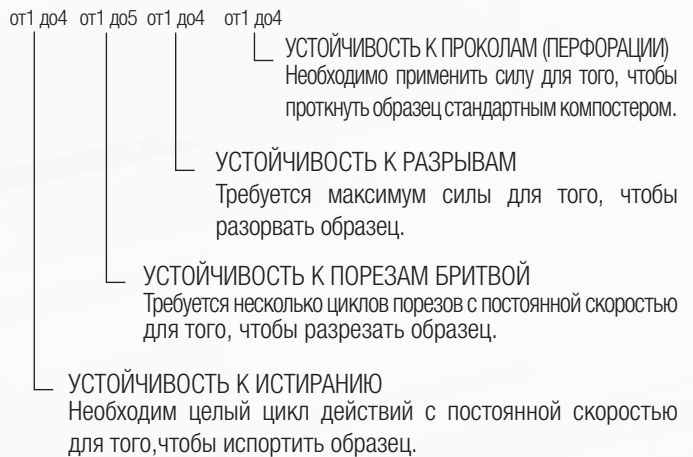 от1 до4 от1 до5 от1 до4 от1 до4
УСТОЙЧИВОСТЬ К ПРОКОЛАМ (ПЕРФОРАЦИИ)
Необходимо применить силу для того, чтобы
проткнуть образец стандартным компостером.
УСТОЙЧИВОСТЬ К РАЗРЫВАМ
Требуется максимум силы для того, чтобы
разорвать образец.
УСТОЙЧИВОСТЬ К ПОРЕЗАМ БРИТВОЙ
Требуется несколько циклов порезов с постоянной скоростью
для того, чтобы разрезать образец.
УСТОЙЧИВОСТЬ К ИСТИРАНИЮ
Необходим целый цикл действий с постоянной скоростью
для того,чтобы испортить образец.